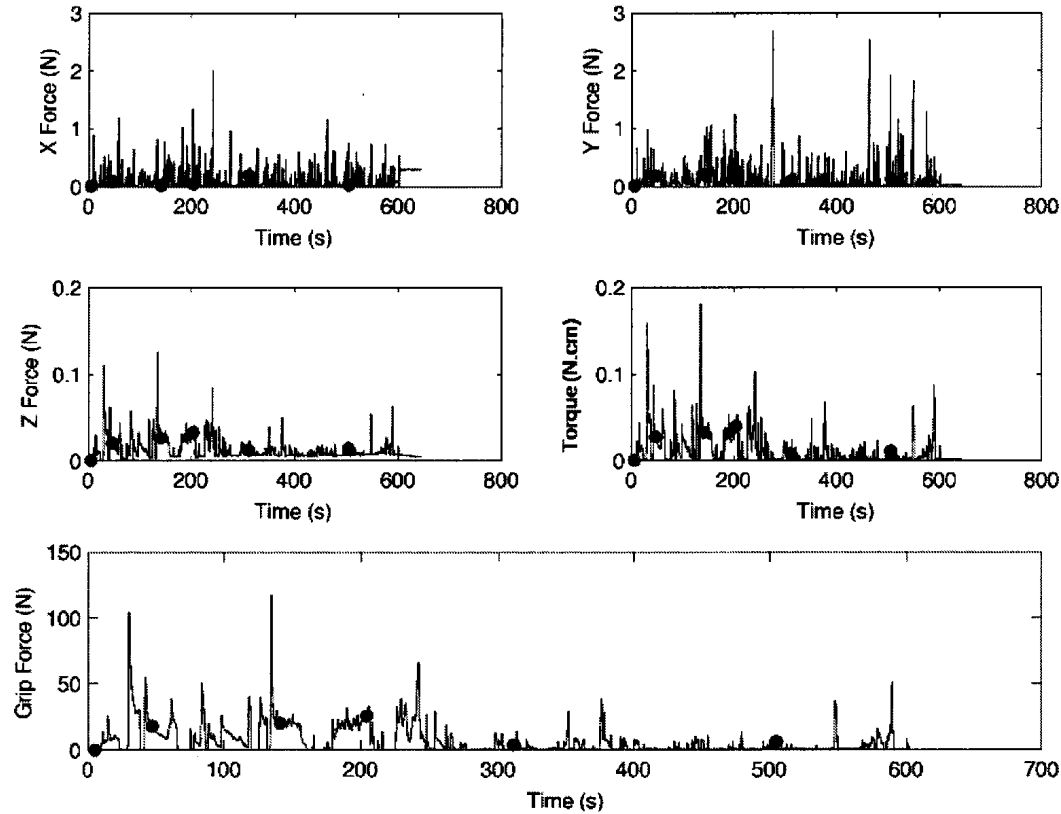 3
2
1
0
X Force (N)
0 200 400 600 800
Time (s)
3
2
1
0
Y Force (N)
0 200 400 600 800
Time (s)
0.2
0.1
0
Z Force (N)
0 200 400 600 800
Time (s)
0.2
0.1
0
Torque (N.cm)
0 200 400 600 800
Time (s)
150
100
50
0
Grip Force (N)
0 100 200 300 400 500 600 700
Time (s)